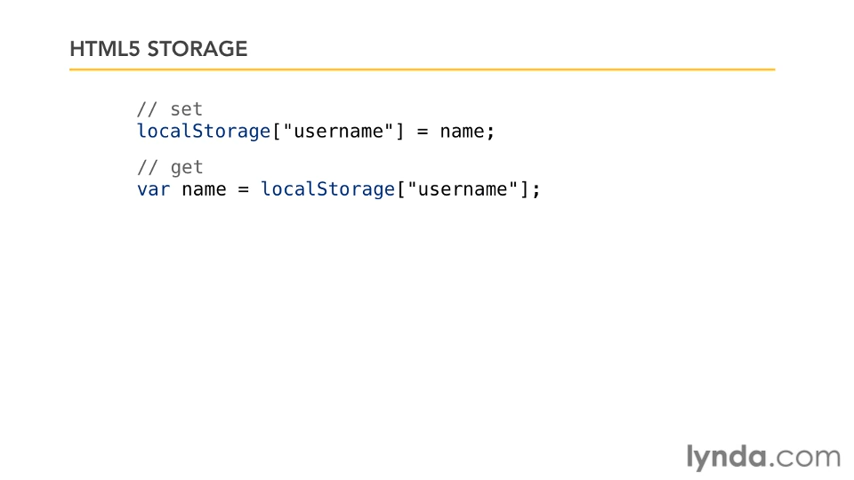 HTML5 STORAGE
// set
localStorage["username"] = name;
// get
var name = localStorage["username"];
lynda.com